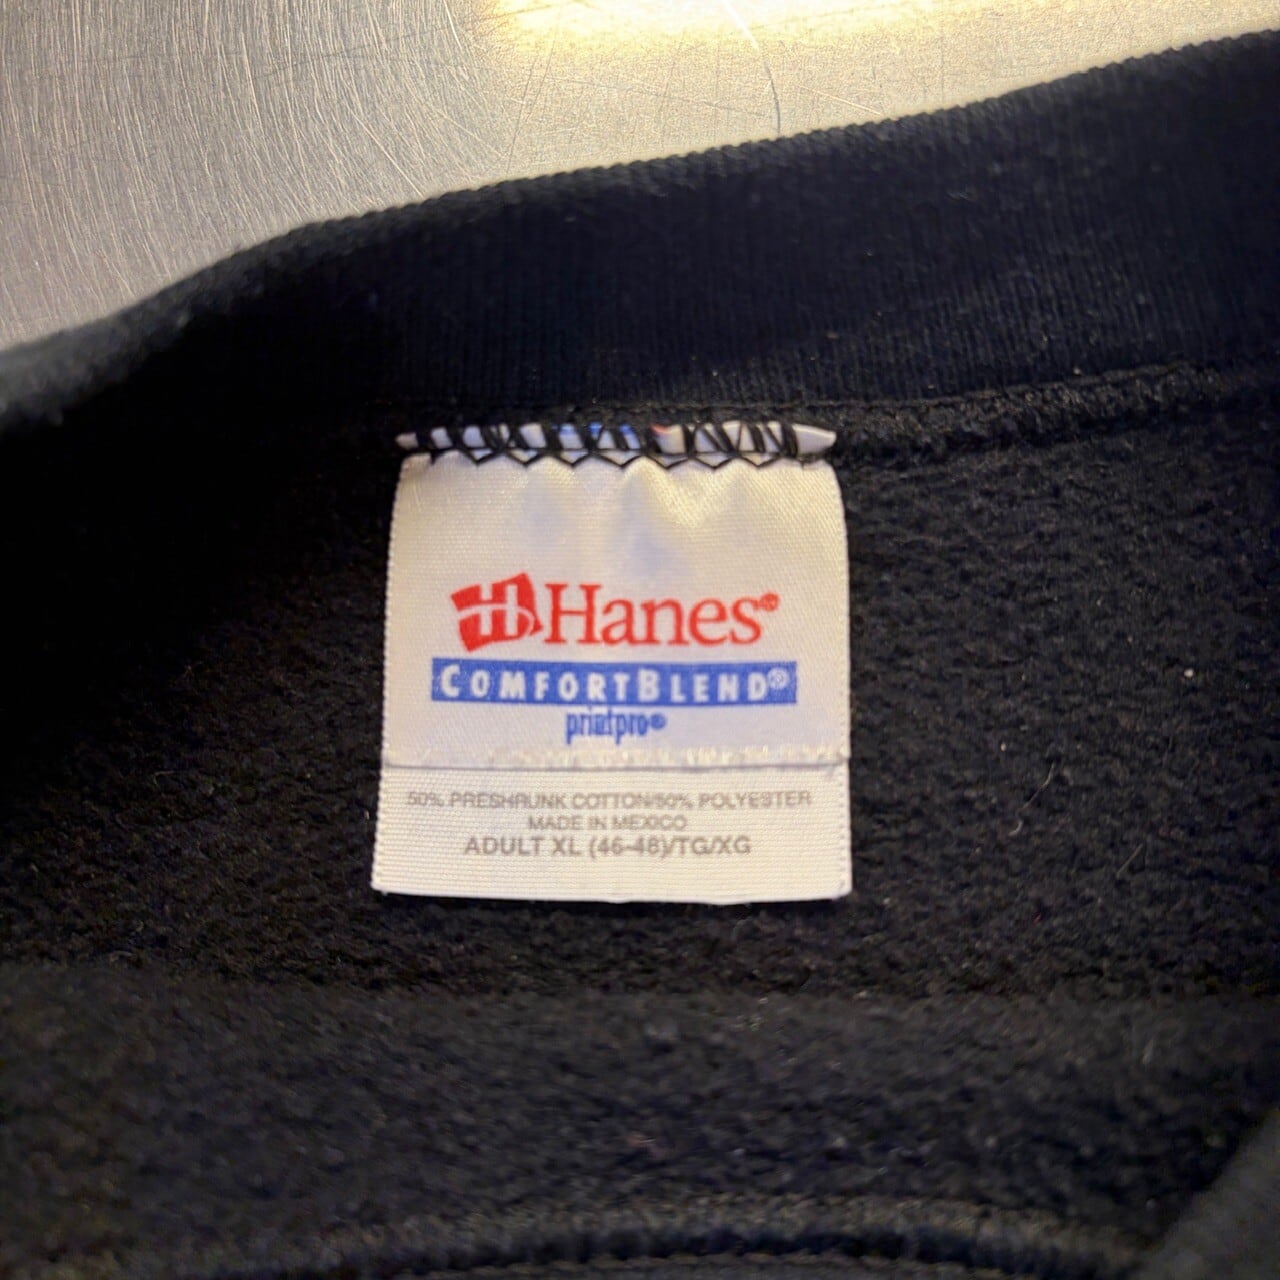 Hanes®
COMFORTBLEND®
printpro®
50% PRESHRUNK COTTON/50% POLYESTER
MADE IN MEXICO
ADULT XL (46-48)/TG/XG